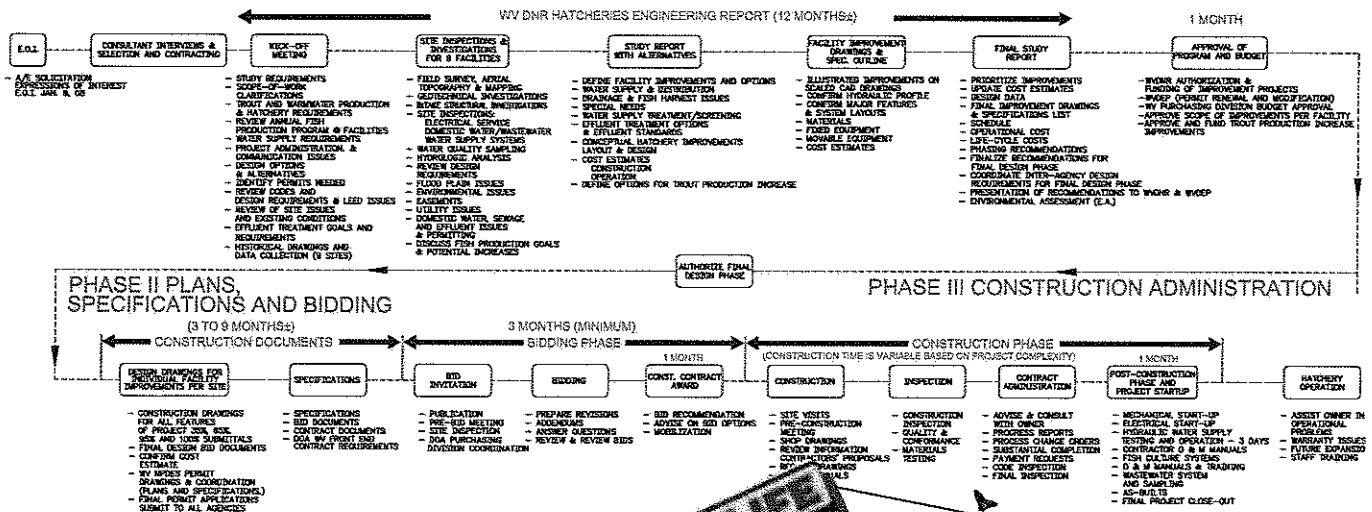 WV DNR HATCHERIES ENGINEERING REPORT (12 MONTHS±)
1 MONTH
E.O.I.
- A/E SOLICITATION
EXPRESSIONS OF INTEREST
E.O.I. JAN. 8, 08
CONSULTANT INTERVIEWS &
SELECTION AND CONTRACTING
KICK-OFF
MEETING
- STUDY REQUIREMENTS
- SCOPE-OF-WORK
CLARIFICATIONS
- TROUT AND WARMWATER PRODUCTION
& HATCHERY REQUIREMENTS
- REVIEW ANNUAL FISH
PRODUCTION PROGRAM @ FACILITIES
- WATER SUPPLY REQUIREMENTS
- PROJECT ADMINISTRATION, &
COMMUNICATION ISSUES
- DESIGN OPTIONS
& ALTERNATIVES
- IDENTIFY PERMITS NEEDED
- REVIEW CODES AND
DESIGN REQUIREMENTS & LEED ISSUES
- REVIEW OF SITE ISSUES
AND EXISTING CONDITIONS
- EFFLUENT TREATMENT GOALS AND
REQUIREMENTS
- HISTORICAL DRAWINGS AND
DATA COLLECTION (9 SITES)
SITE INSPECTIONS &
INVESTIGATIONS
FOR 9 FACILITIES
- FIELD SURVEY, AERIAL
TOPOGRAPHY & MAPPING
- GEOTECHNICAL INVESTIGATIONS
- INTAKE STRUCTURAL INVESTIGATIONS
- SITE INSPECTIONS:
ELECTRICAL SERVICE
DOMESTIC WATER/WASTEWATER
WATER SUPPLY SYSTEMS
- WATER QUALITY SAMPLING
- HYDROLOGIC ANALYSIS
- REVIEW DESIGN
REQUIREMENTS
- FLOOD PLAIN ISSUES
- ENVIRONMENTAL ISSUES
- EASEMENTS
- UTILITY ISSUES
- DOMESTIC WATER, SEWAGE
AND EFFLUENT ISSUES
& PERMITTING
- DISCUSS FISH PRODUCTION GOALS
& POTENTIAL INCREASES
STUDY REPORT
WITH ALTERNATIVES
- DEFINE FACILITY IMPROVEMENTS AND OPTIONS
- WATER SUPPLY & DISTRIBUTION
- DRAINAGE & FISH HARVEST ISSUES
- SPECIAL NEEDS
- WATER SUPPLY TREATMENT/SCREENING
- EFFLUENT TREATMENT OPTIONS
& EFFLUENT STANDARDS
- CONCEPTUAL HATCHERY IMPROVEMENTS
LAYOUT & DESIGN
- COST ESTIMATES
CONSTRUCTION
OPERATION
- DEFINE OPTIONS FOR TROUT PRODUCTION INCREASE
FACILITY IMPROVEMENT
DRAWINGS &
SPEC. OUTLINE
- ILLUSTRATED IMPROVEMENTS ON
SCALED CAD DRAWINGS
- CONFIRM HYDRAULIC PROFILE
- CONFIRM MAJOR FEATURES
& SYSTEM LAYOUTS
- MATERIALS
- FIXED EQUIPMENT
- MOVABLE EQUIPMENT
- COST ESTIMATES
FINAL STUDY
REPORT
- PRIORITIZE IMPROVEMENTS
- UPDATE COST ESTIMATES
- DESIGN DATA
- FINAL IMPROVEMENT DRAWINGS
& SPECIFICATIONS LIST
- SCHEDULE
- OPERATIONAL COST
- LIFE-CYCLE COSTS
- PHASING RECOMMENDATIONS
- FINALIZE RECOMMENDATIONS FOR
FINAL DESIGN PHASE
- COORDINATE INTER-AGENCY DESIGN
REQUIREMENTS FOR FINAL DESIGN PHASE
- PRESENTATION OF RECOMMENDATIONS TO WVDNR & WVDEP
- ENVIRONMENTAL ASSESSMENT (E.A.)
APPROVAL OF
PROGRAM AND BUDGET
- WVDNR AUTHORIZATION &
FUNDING OF IMPROVEMENT PROJECTS
- WVDEP (PERMIT RENEWAL AND MODIFICATION)
- WV PURCHASING DIVISION BUDGET APPROVAL
- APPROVE SCOPE OF IMPROVEMENTS PER FACILITY
- APPROVE AND FUND TROUT PRODUCTION INCREASE
IMPROVEMENTS
AUTHORIZE FINAL
DESIGN PHASE
PHASE II PLANS,
SPECIFICATIONS AND BIDDING
PHASE III CONSTRUCTION ADMINISTRATION
(3 TO 9 MONTHS±)
CONSTRUCTION DOCUMENTS
3 MONTHS (MINIMUM)
BIDDING PHASE
CONSTRUCTION PHASE
(CONSTRUCTION TIME IS VARIABLE BASED ON PROJECT COMPLEXITY)
DESIGN DRAWINGS FOR
INDIVIDUAL FACILITY
IMPROVEMENTS PER SITE
- CONSTRUCTION DRAWINGS
FOR ALL FEATURES
OF PROJECT 35%, 65%,
95% AND 100% SUBMITTALS
- FINAL DESIGN DOCUMENTS
- CONFIRM COST
ESTIMATE
- WV NPDES PERMIT
DRAWINGS & COORDINATION
(PLANS AND SPECIFICATIONS)
- FINAL PERMIT APPLICATIONS
SUBMIT TO ALL AGENCIES
SPECIFICATIONS
- SPECIFICATIONS
- BID DOCUMENTS
- CONTRACT DOCUMENTS
- DOA WV FRONT END
CONTRACT REQUIREMENTS
BID
INVITATION
- PUBLICATION
- PRE-BID MEETING
- SITE INSPECTION
- DOA PURCHASING
DIVISION COORDINATION
BIDDING
- PREPARE REVISIONS
- ADDENDUMS
- ANSWER QUESTIONS
- REVIEW & REVIEW BIDS
1 MONTH
CONST. CONTRACT
AWARD
- BID RECOMMENDATION
- ADVISE ON BID OPTIONS
- MOBILIZATION
CONSTRUCTION
- SITE VISITS
- PRE-CONSTRUCTION
MEETING
- SHOP DRAWINGS
- REVIEW INFORMATION
CONTRACTORS' PROPOSALS
DRAWINGS
INSPECTION
- CONSTRUCTION
INSPECTION
- QUALITY &
CONFORMANCE
- MATERIALS
TESTING
CONTRACT
ADMINISTRATION
- ADVISE & CONSULT
WITH OWNER
- PROGRESS REPORTS
- PROCESS CHANGE ORDERS
- SUBSTANTIAL COMPLETION
- PAYMENT REQUESTS
- CODE INSPECTION
- FINAL INSPECTION
1 MONTH
POST-CONSTRUCTION
PHASE AND
PROJECT STARTUP
- MECHANICAL START-UP
- ELECTRICAL START-UP
- HYDRAULIC WATER SUPPLY
TESTING AND OPERATION - 3 DAYS
- CONTRACTOR O & M MANUALS
- FISH CULTURE SYSTEMS
- O & M MANUALS & TRAINING
- WASTEWATER SYSTEM
AND SAMPLING
- AS-BUILTS
- FINAL PROJECT CLOSE-OUT
HATCHERY
OPERATION
- ASSIST OWNER IN
OPERATIONAL
PROBLEMS
- WARRANTY ISSUES
- FUTURE EXPANSION
- STAFF TRAINING